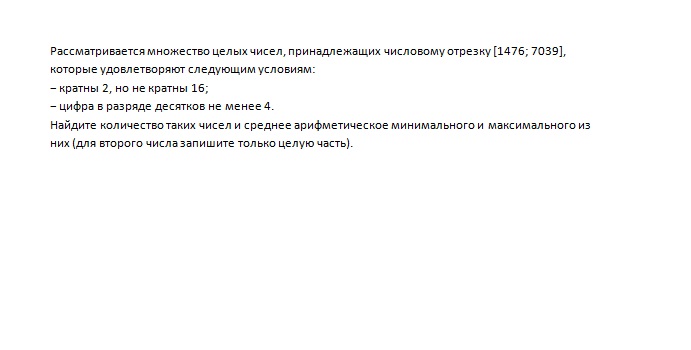 Рассматривается множество целых чисел, принадлежащих числовому отрезку [1476; 7039],
которые удовлетворяют следующим условиям:
− кратны 2, но не кратны 16;
− цифра в разряде десятков не менее 4.
Найдите количество таких чисел и среднее арифметическое минимального и максимального из
них (для второго числа запишите только целую часть).